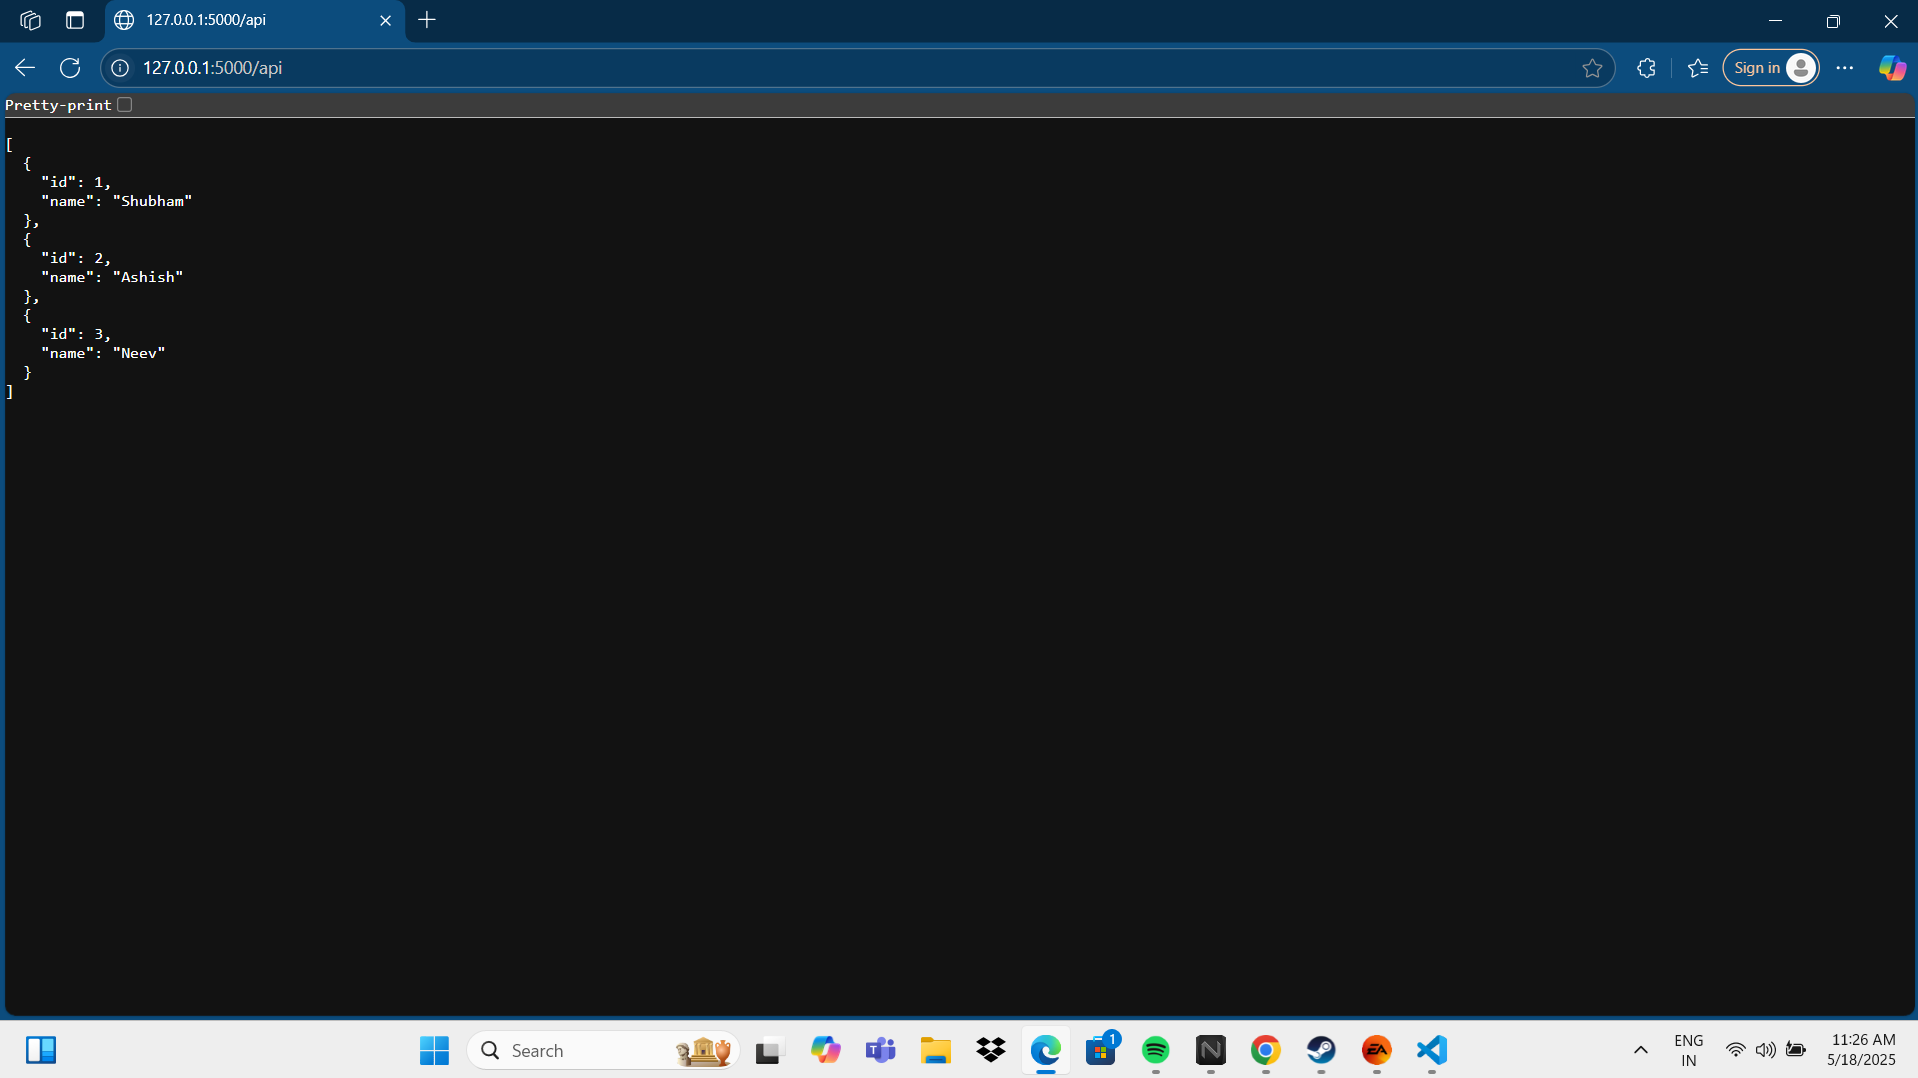 127.0.0.1:5000/api
127.0.0.1:5000/api
Sign in
Pretty-print
[
  {
    "id": 1,
    "name": "Shubham"
  },
  {
    "id": 2,
    "name": "Ashish"
  },
  {
    "id": 3,
    "name": "Neev"
  }
]
Search
T
1
N
EA
ENG
IN
11:26 AM
5/18/2025